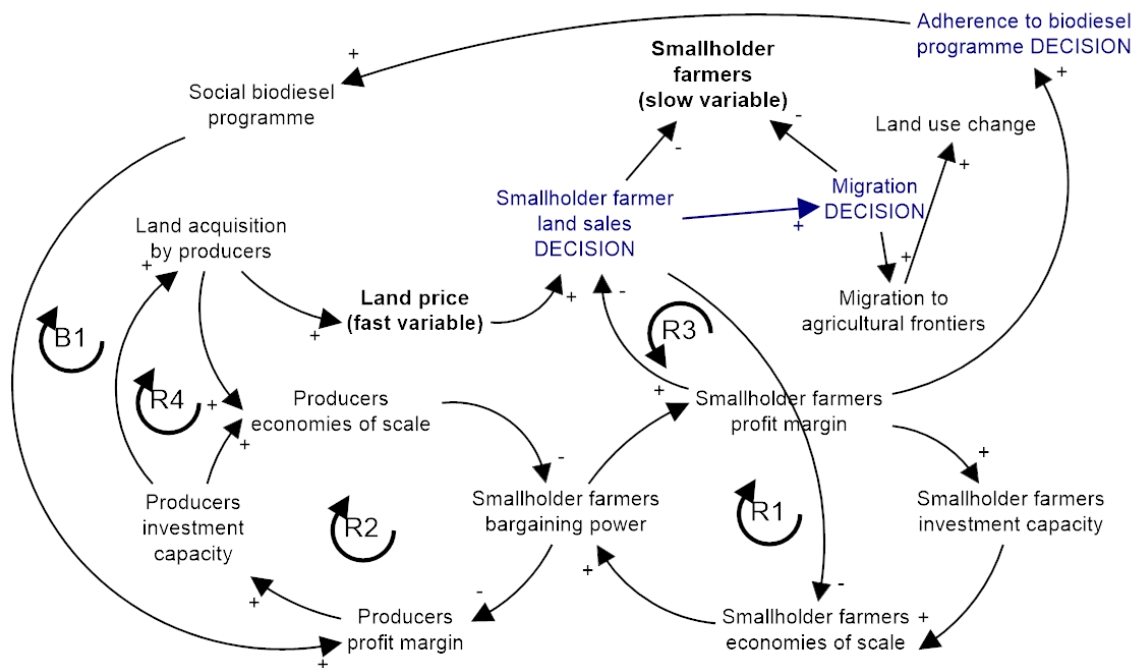 Adherence to biodiesel
programme DECISION
+
+
Smallholder
farmers
(slow variable)
Social biodiesel
programme
-
-
Land use change
+
Smallholder farmer
land sales
DECISION
+
Migration
DECISION
+
Migration to
agricultural frontiers
Land acquisition
by producers
+
Land price
(fast variable)
+
+
-
B1
R3
R4
+
+
Producers
economies of scale
-
+
Smallholder farmers
profit margin
+
Producers
investment
capacity
R2
Smallholder farmers
bargaining power
R1
Smallholder farmers
investment capacity
+
-
+
-
Producers
profit margin
+
Smallholder farmers
economies of scale
+